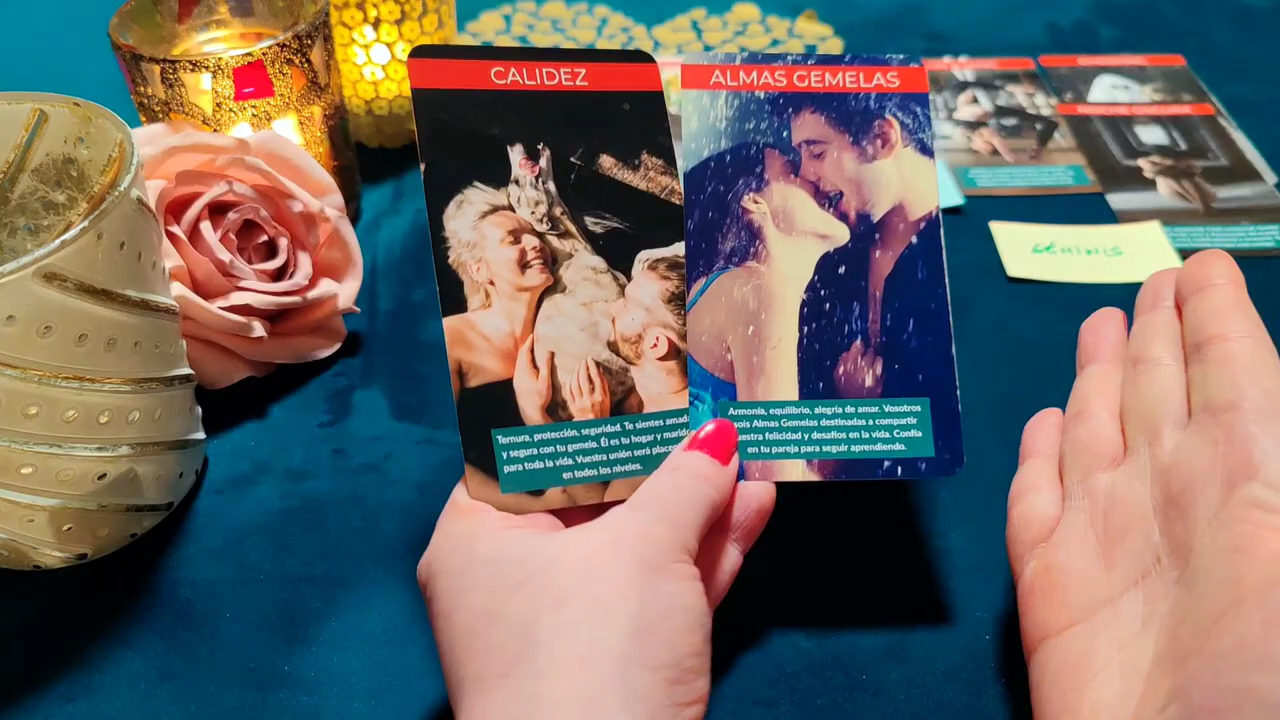 CALIDEZ
Ternura, protección, seguridad. Te sientes amada
y segura con tu gemelo. Él es tu hogar y marido
para toda la vida. Vuestra unión será
en todos los niveles.
ALMAS GEMELAS
Armonía, equilibrio, alegría de amar. Vosotros
sois Almas Gemelas destinadas a compartir
vuestra felicidad y desafíos en la vida. Confía
en tu pareja para seguir aprendiendo.
GEMINIS